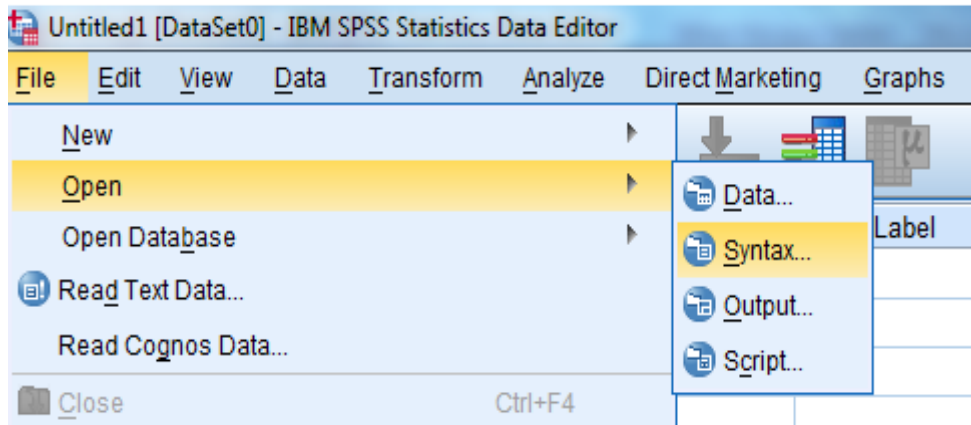 Untitled1 [DataSet0] - IBM SPSS Statistics Data Editor
File Edit View Data Transform Analyze Direct Marketing Graphs
New
Open
Open Database
Read Text Data...
Read Cognos Data...
Close Ctrl+F4
Data...
Syntax...
Output...
Script...
μ
Label